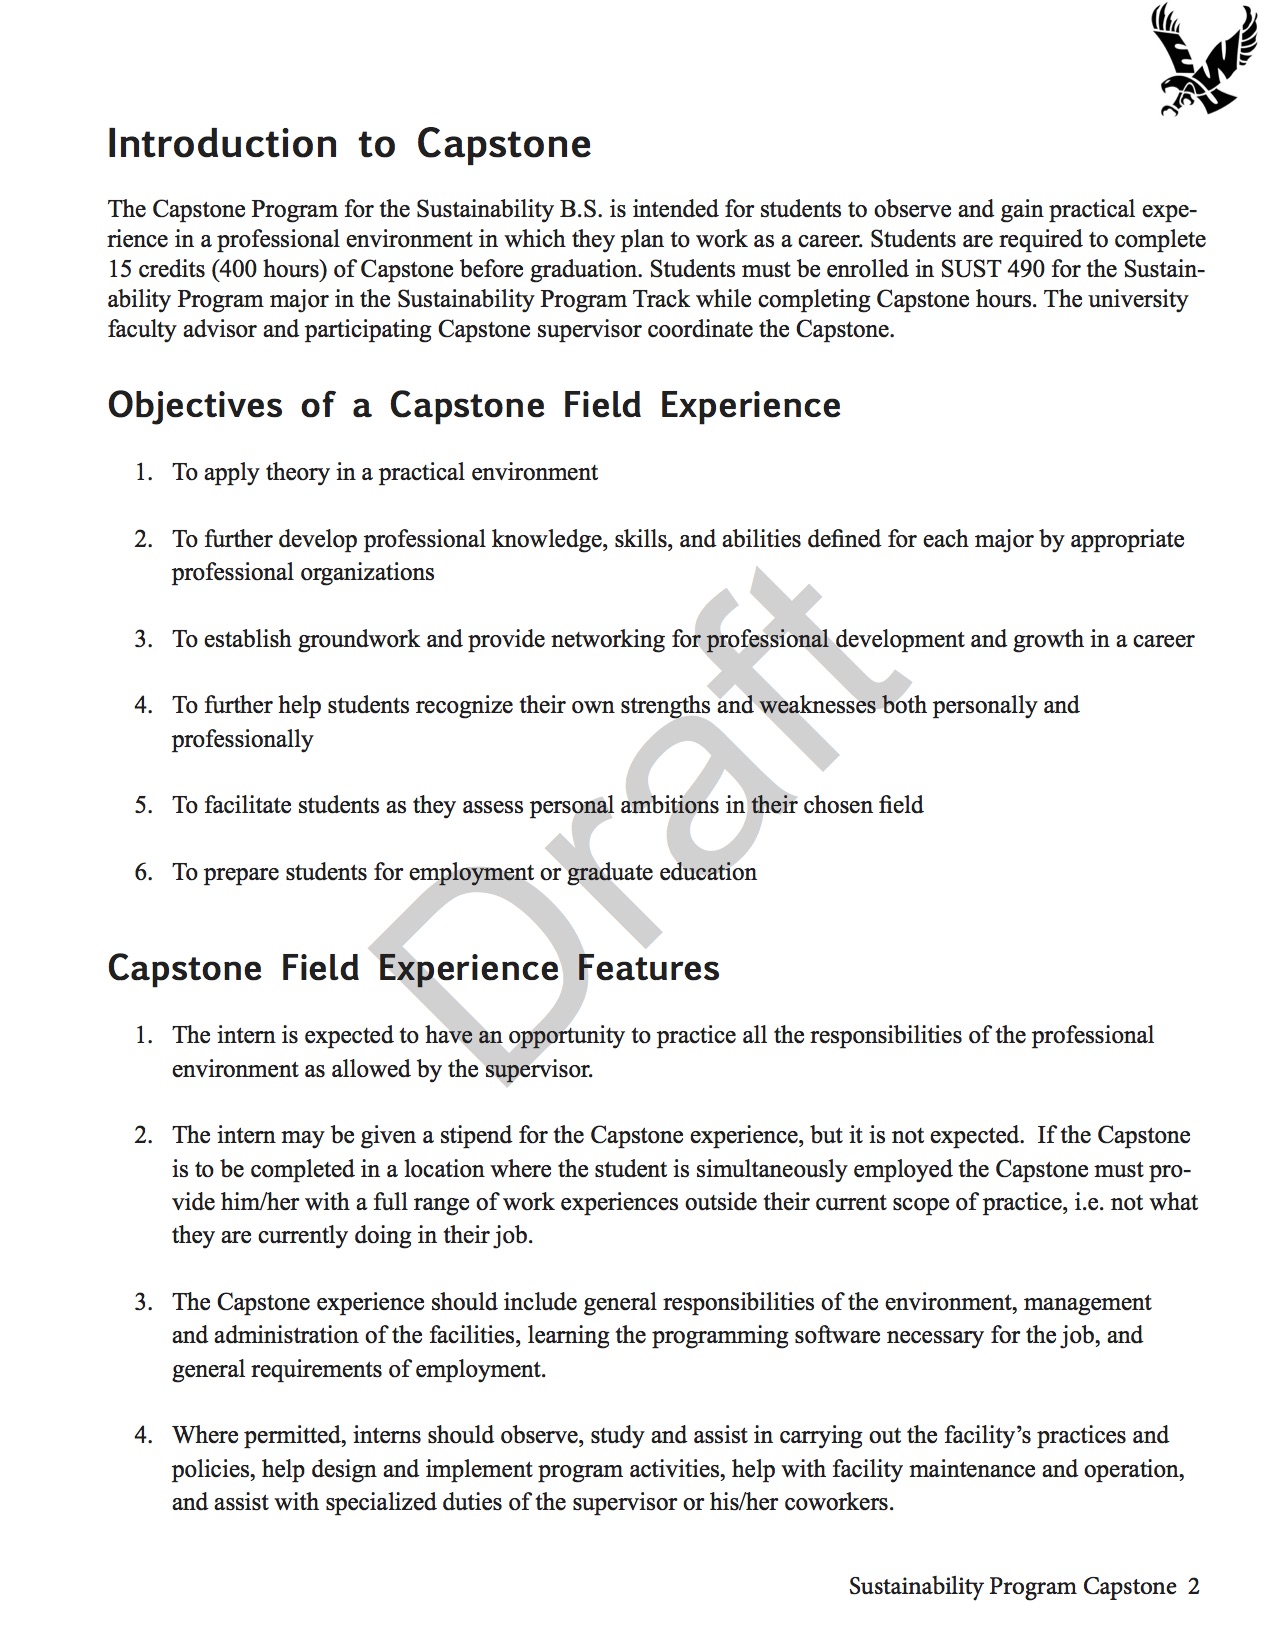 EWU
Introduction to Capstone
The Capstone Program for the Sustainability B.S. is intended for students to observe and gain practical expe-
rience in a professional environment in which they plan to work as a career. Students are required to complete
15 credits (400 hours) of Capstone before graduation. Students must be enrolled in SUST 490 for the Sustain-
ability Program major in the Sustainability Program Track while completing Capstone hours. The university
faculty advisor and participating Capstone supervisor coordinate the Capstone.
Objectives of a Capstone Field Experience
1. To apply theory in a practical environment
2. To further develop professional knowledge, skills, and abilities defined for each major by appropriate
professional organizations
3. To establish groundwork and provide networking for professional development and growth in a career
4. To further help students recognize their own strengths and weaknesses both personally and
professionally
5. To facilitate students as they assess personal ambitions in their chosen field
6. To prepare students for employment or graduate education
Draft
Capstone Field Experience Features
1. The intern is expected to have an opportunity to practice all the responsibilities of the professional
environment as allowed by the supervisor.
2. The intern may be given a stipend for the Capstone experience, but it is not expected.  If the Capstone
is to be completed in a location where the student is simultaneously employed the Capstone must pro-
vide him/her with a full range of work experiences outside their current scope of practice, i.e. not what
they are currently doing in their job.
3. The Capstone experience should include general responsibilities of the environment, management
and administration of the facilities, learning the programming software necessary for the job, and
general requirements of employment.
4. Where permitted, interns should observe, study and assist in carrying out the facility’s practices and
policies, help design and implement program activities, help with facility maintenance and operation,
and assist with specialized duties of the supervisor or his/her coworkers.
Sustainability Program Capstone 2